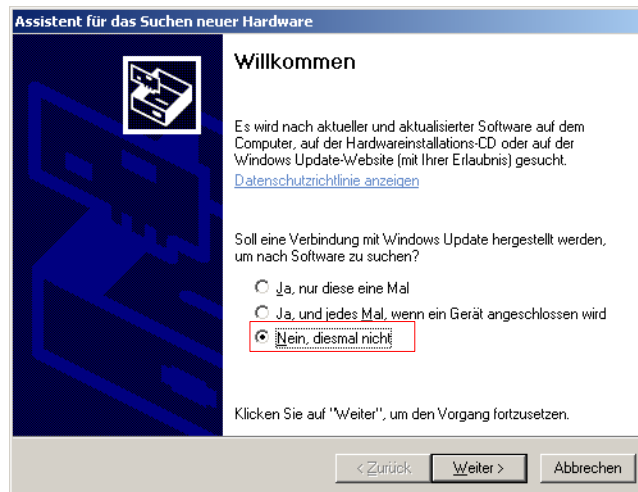 Assistent für das Suchen neuer Hardware
Willkommen
Es wird nach aktueller und aktualisierter Software auf dem
Computer, auf der Hardwareinstallations-CD oder auf der
Windows Update-Website (mit Ihrer Erlaubnis) gesucht.
Datenschutzrichtlinie anzeigen
Soll eine Verbindung mit Windows Update hergestellt werden,
um nach Software zu suchen?
Ja, nur diese eine Mal
Ja, und jedes Mal, wenn ein Gerät angeschlossen wird
Nein, diesmal nicht
Klicken Sie auf "Weiter", um den Vorgang fortzusetzen.
< Zurück Weiter > Abbrechen